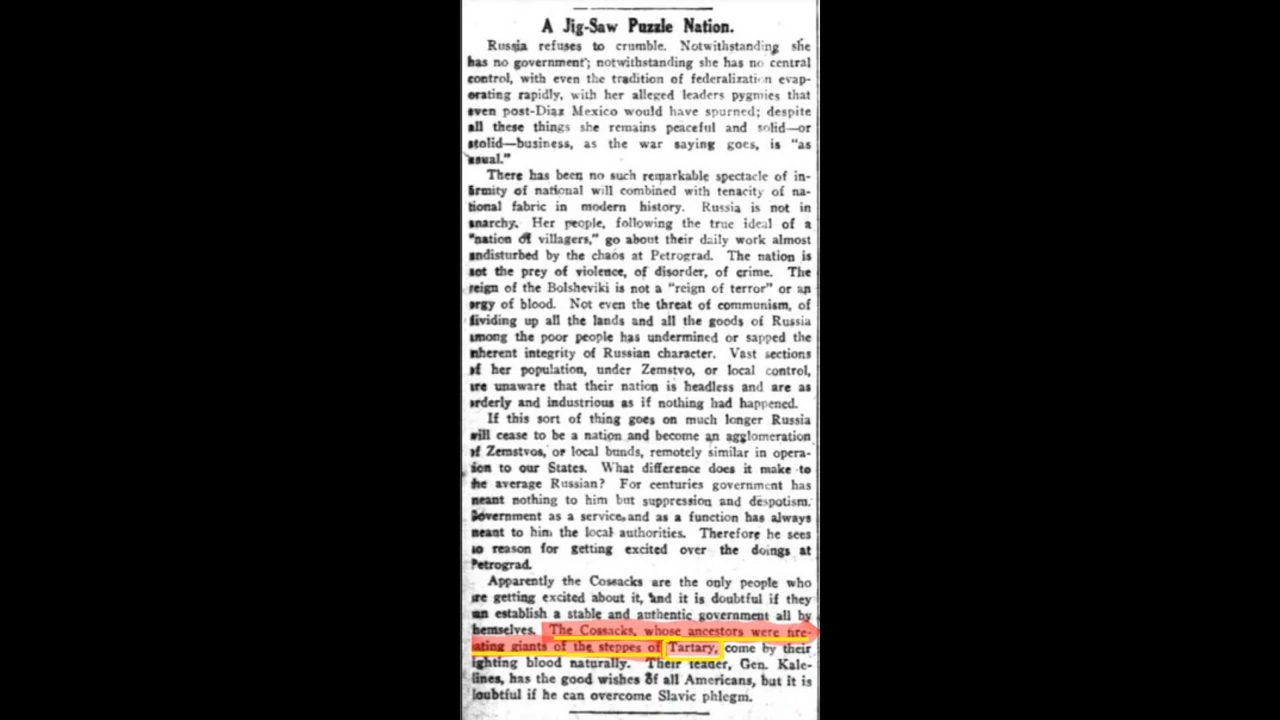 A Jig-Saw Puzzle Nation.
Russia refuses to crumble. Notwithstanding she
has no government; notwithstanding she has no central
control, with even the tradition of federalization evap-
orating rapidly, with her alleged leaders pygmies that
even post-Diaz Mexico would have spurned; despite
all these things she remains peaceful and solid—or
stolid—business, as the war saying goes, is "as
usual."
There has been no such remarkable spectacle of in-
firmity of national will combined with tenacity of na-
tional fabric in modern history. Russia is not in
anarchy. Her people, following the true ideal of a
"nation of villagers," go about their daily work almost
undisturbed by the chaos at Petrograd. The nation is
not the prey of violence, of disorder, of crime. The
reign of the Bolsheviki is not a "reign of terror" or an
orgy of blood. Not even the threat of communism, of
dividing up all the lands and all the goods of Russia
among the poor people has undermined or sapped the
inherent integrity of Russian character. Vast sections
of her population, under Zemstvo, or local control,
are unaware that their nation is headless and are as
orderly and industrious as if nothing had happened.
If this sort of thing goes on much longer Russia
will cease to be a nation and become an agglomeration
of Zemstvos, or local bunds, remotely similar in opera-
tion to our States. What difference does it make to
the average Russian? For centuries government has
meant nothing to him but suppression and despotism.
Government as a service and as a function has always
meant to him the local authorities. Therefore he sees
no reason for getting excited over the doings at
Petrograd.
Apparently the Cossacks are the only people who
are getting excited about it, and it is doubtful if they
can establish a stable and authentic government all by
themselves. The Cossacks, whose ancestors were fire-
eating giants of the steppes of Tartary, come by their
fighting blood naturally. Their leader, Gen. Kale-
dines, has the good wishes of all Americans, but it is
doubtful if he can overcome Slavic phlegm.